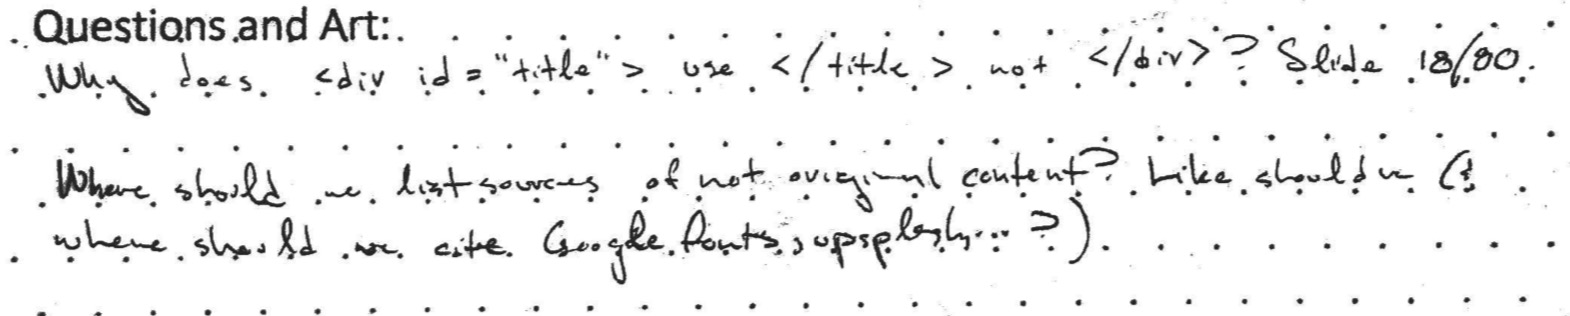 Questions and Art:
Why does <div id="title"> use </title> not </div>? Slide 18/80.
Where should we list sources of not original content? Like should we (&
where should we cite Google fonts, upsplash... ?)